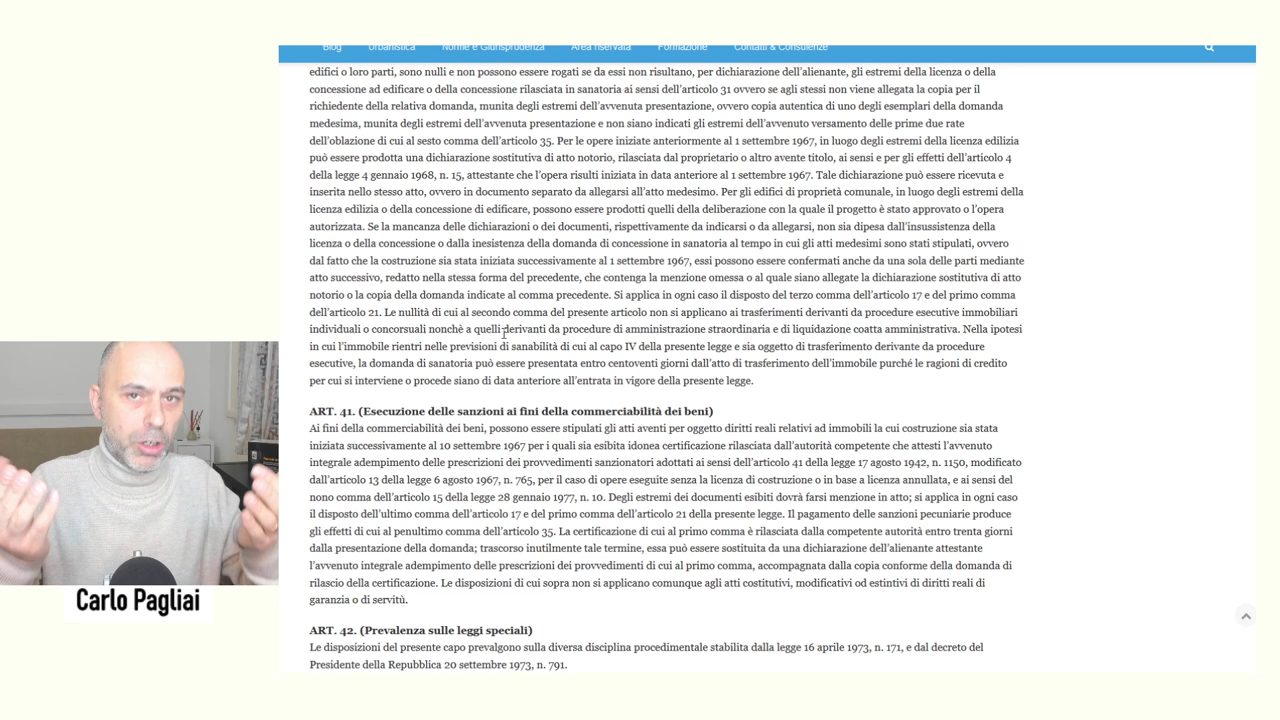 Blog Urbanistica Norme e Giurisprudenza Area riservata Formazione Contatti & Consulenze
edifici o loro parti, sono nulli e non possono essere rogati se da essi non risultano, per dichiarazione dell'alienante, gli estremi della licenza o della
concessione ad edificare o della concessione rilasciata in sanatoria ai sensi dell'articolo 31 ovvero se agli stessi non viene allegata la copia per il
richiedente della relativa domanda, munita degli estremi dell'avvenuta presentazione, ovvero copia autentica di uno degli esemplari della domanda
medesima, munita degli estremi dell'avvenuta presentazione e non siano indicati gli estremi dell'avvenuto versamento delle prime due rate
dell'oblazione di cui al sesto comma dell'articolo 35. Per le opere iniziate anteriormente al 1 settembre 1967, in luogo degli estremi della licenza edilizia
può essere prodotta una dichiarazione sostitutiva di atto notorio, rilasciata dal proprietario o altro avente titolo, ai sensi e per gli effetti dell'articolo 4
della legge 4 gennaio 1968, n. 15, attestante che l'opera risulti iniziata in data anteriore al 1 settembre 1967. Tale dichiarazione può essere ricevuta e
inserita nello stesso atto, ovvero in documento separato da allegarsi all'atto medesimo. Per gli edifici di proprietà comunale, in luogo degli estremi della
licenza edilizia o della concessione di edificare, possono essere prodotti quelli della deliberazione con la quale il progetto è stato approvato o l'opera
autorizzata. Se la mancanza delle dichiarazioni o dei documenti, rispettivamente da indicarsi o da allegarsi, non sia dipesa dall'insussistenza della
licenza o della concessione o dalla inesistenza della domanda di concessione in sanatoria al tempo in cui gli atti medesimi sono stati stipulati, ovvero
dal fatto che la costruzione sia stata iniziata successivamente al 1 settembre 1967, essi possono essere confermati anche da una sola delle parti mediante
atto successivo, redatto nella stessa forma del precedente, che contenga la menzione omessa o al quale siano allegate la dichiarazione sostitutiva di atto
notorio o la copia della domanda indicate al comma precedente. Si applica in ogni caso il disposto del terzo comma dell'articolo 17 e del primo comma
dell'articolo 21. Le nullità di cui al secondo comma del presente articolo non si applicano ai trasferimenti derivanti da procedure esecutive immobiliari
individuali o concorsuali nonchè a quelli derivanti da procedure di amministrazione straordinaria e di liquidazione coatta amministrativa. Nella ipotesi
in cui l'immobile rientri nelle previsioni di sanabilità di cui al capo IV della presente legge e sia oggetto di trasferimento derivante da procedure
esecutive, la domanda di sanatoria può essere presentata entro centoventi giorni dall'atto di trasferimento dell'immobile purché le ragioni di credito
per cui si interviene o procede siano di data anteriore all'entrata in vigore della presente legge.
ART. 41. (Esecuzione delle sanzioni ai fini della commerciabilità dei beni)
Ai fini della commerciabilità dei beni, possono essere stipulati gli atti aventi per oggetto diritti reali relativi ad immobili la cui costruzione sia stata
iniziata successivamente al 10 settembre 1967 per i quali sia esibita idonea certificazione rilasciata dall'autorità competente che attesti l'avvenuto
integrale adempimento delle prescrizioni dei provvedimenti sanzionatori adottati ai sensi dell'articolo 41 della legge 17 agosto 1942, n. 1150, modificato
dall'articolo 13 della legge 6 agosto 1967, n. 765, per il caso di opere eseguite senza la licenza di costruzione o in base a licenza annullata, e ai sensi del
nono comma dell'articolo 15 della legge 28 gennaio 1977, n. 10. Degli estremi dei documenti esibiti dovrà farsi menzione in atto; si applica in ogni caso
il disposto dell'ultimo comma dell'articolo 17 e del primo comma dell'articolo 21 della presente legge. Il pagamento delle sanzioni pecuniarie produce
gli effetti di cui al penultimo comma dell'articolo 35. La certificazione di cui al primo comma è rilasciata dalla competente autorità entro trenta giorni
dalla presentazione della domanda; trascorso inutilmente tale termine, essa può essere sostituita da una dichiarazione dell'alienante attestante
l'avvenuto integrale adempimento delle prescrizioni dei provvedimenti di cui al primo comma, accompagnata dalla copia conforme della domanda di
rilascio della certificazione. Le disposizioni di cui sopra non si applicano comunque agli atti costitutivi, modificativi od estintivi di diritti reali di
garanzia o di servitù.
ART. 42. (Prevalenza sulle leggi speciali)
Le disposizioni del presente capo prevalgono sulla diversa disciplina procedimentale stabilita dalla legge 16 aprile 1973, n. 171, e dal decreto del
Presidente della Repubblica 20 settembre 1973, n. 791.
Carlo Pagliai